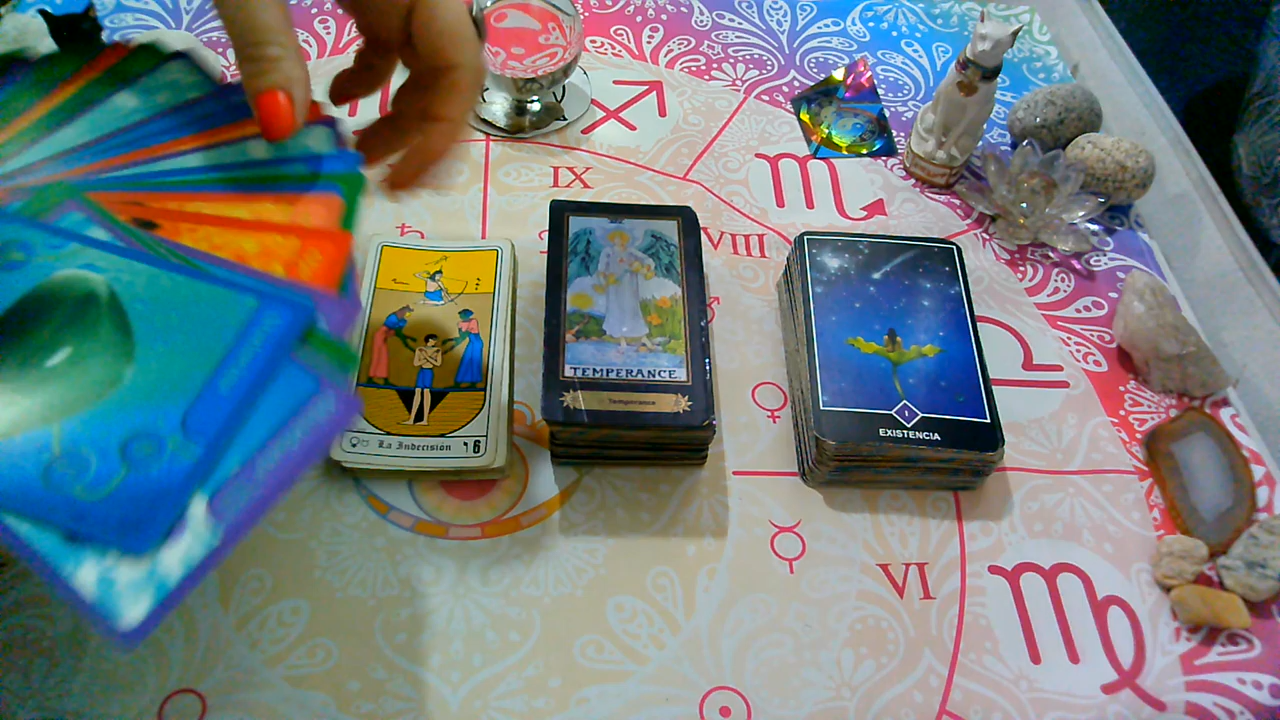 IX
VIII
La Indecisión 6
TEMPERANCE.
Temperance
I
EXISTENCIA
VI